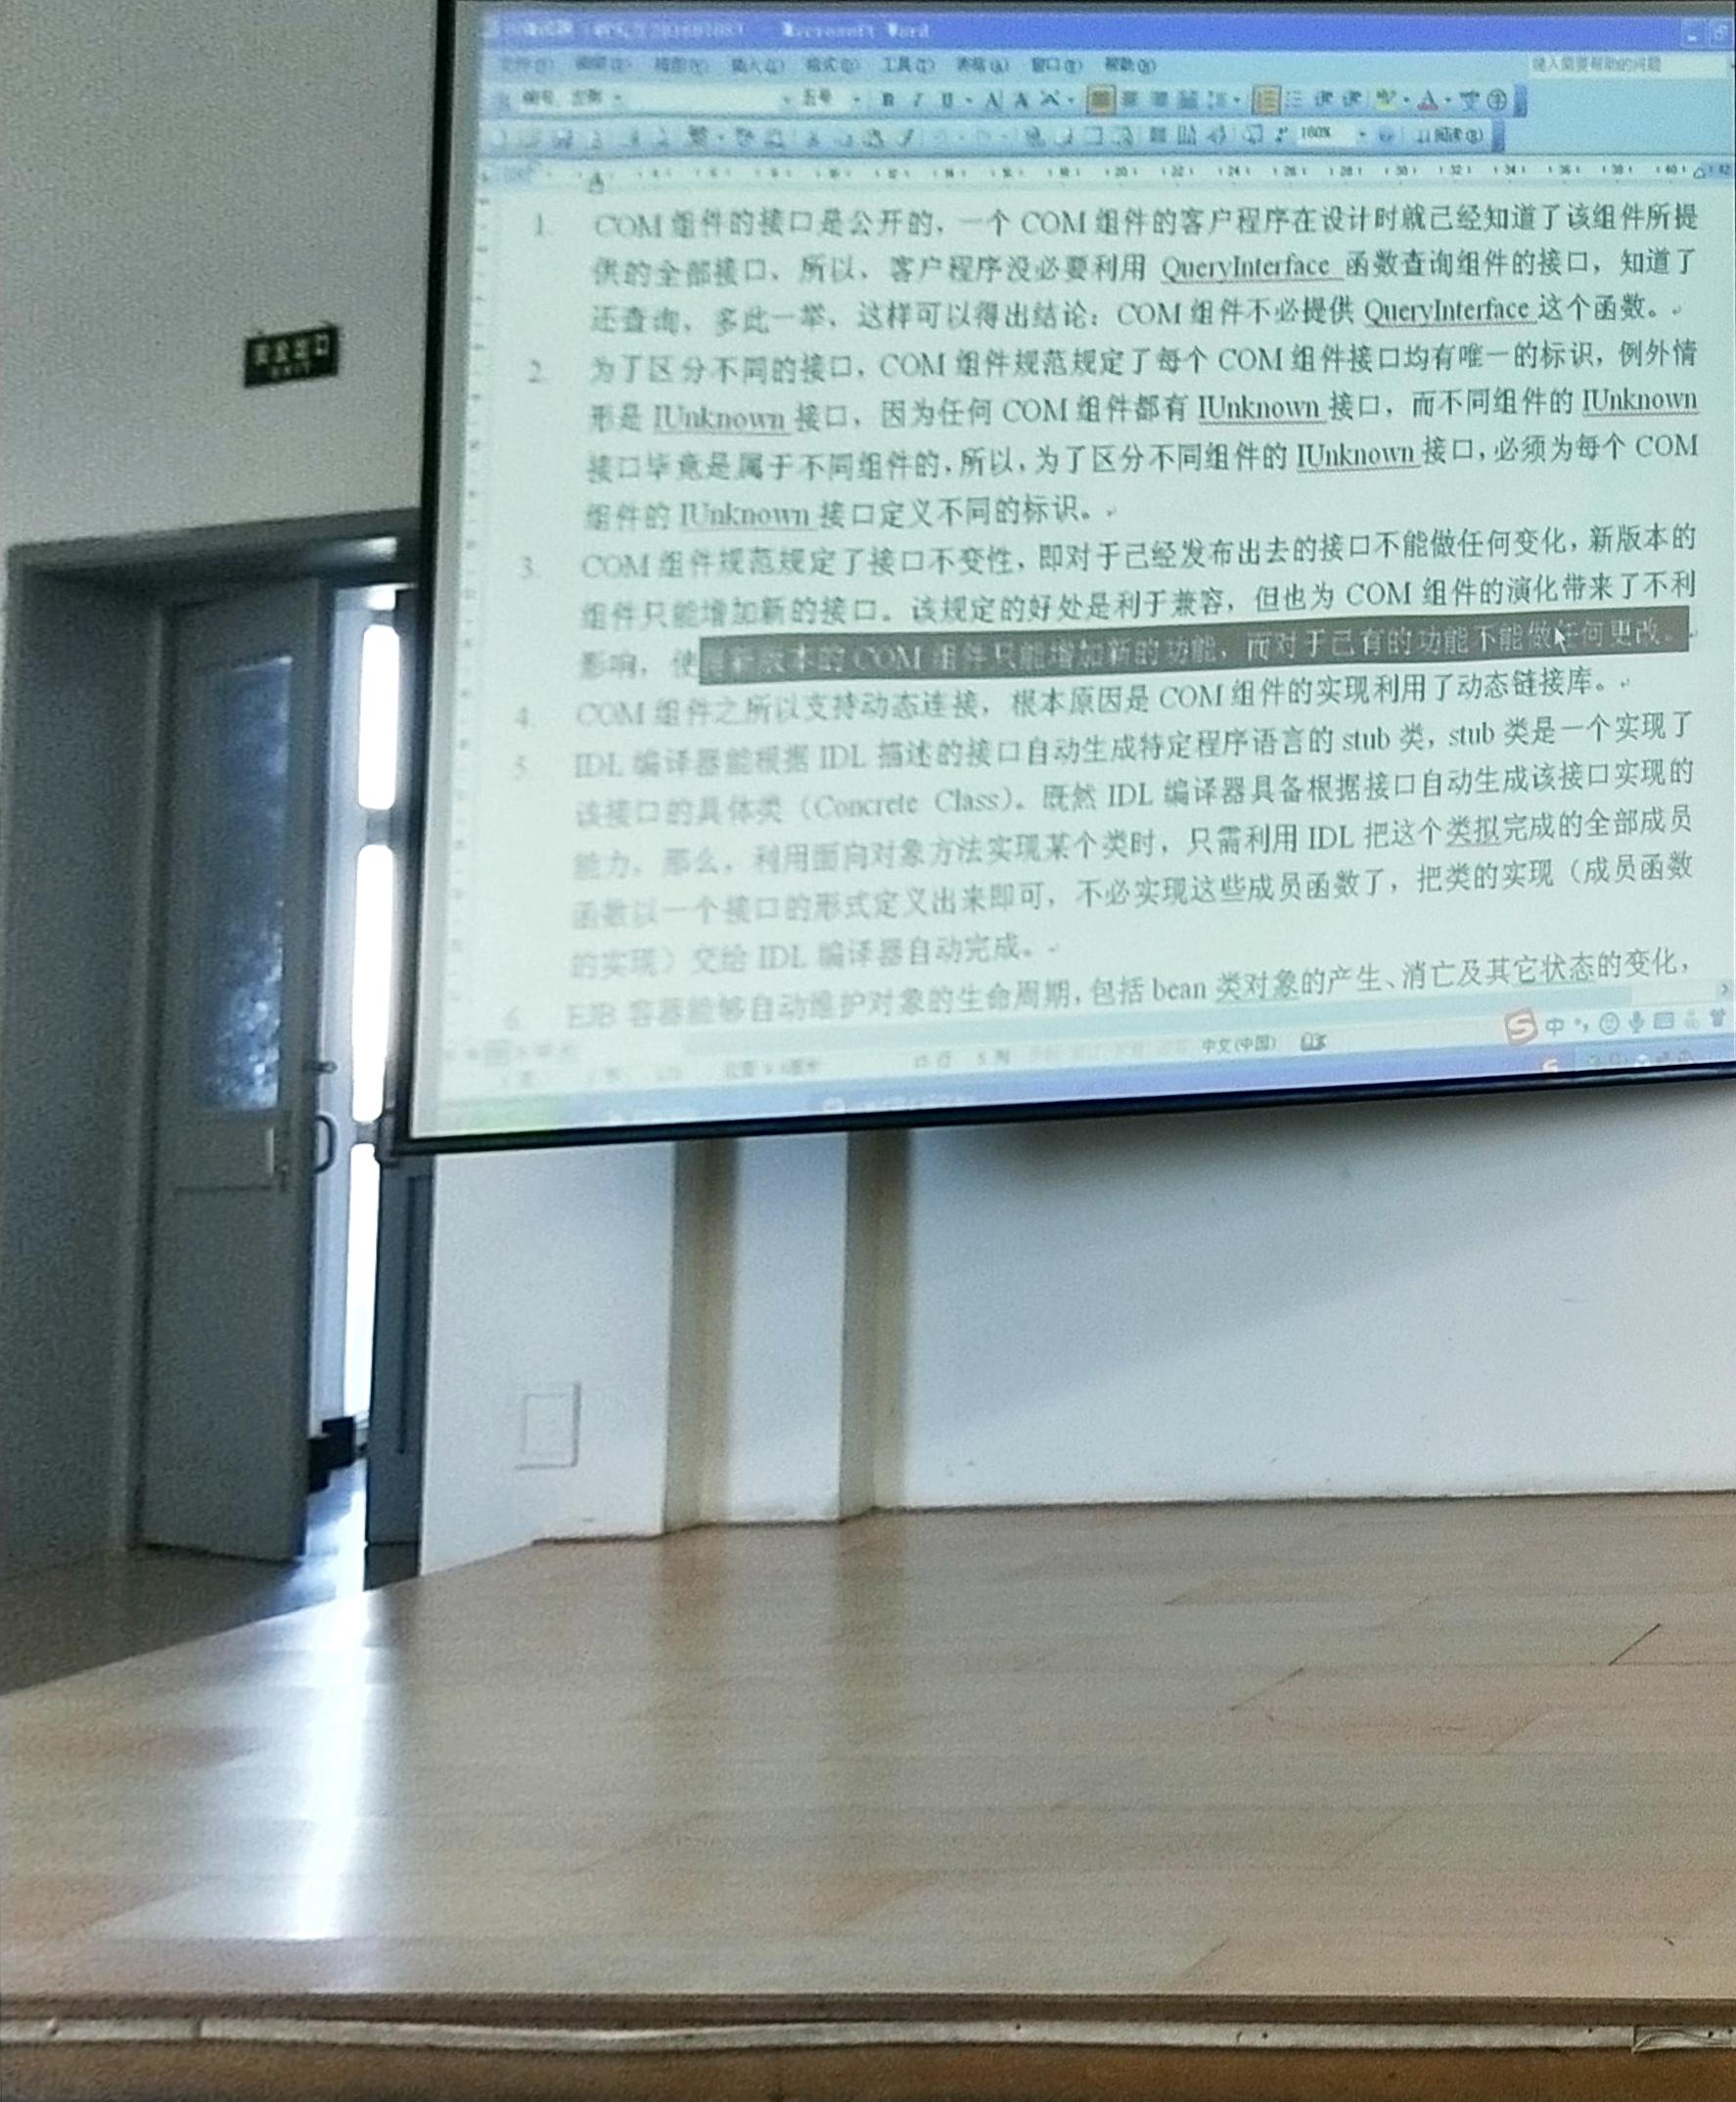 Microsoft Word
工具(T) 表格(A) 窗口(W) 帮助(H)
键入需要帮助的问题
五号 B I U A A
160% 阅读(R)
1. COM 组件的接口是公开的，一个 COM 组件的客户程序在设计时就已经知道了该组件所提
供的全部接口，所以，客户程序没必要利用 QueryInterface 函数查询组件的接口，知道了
还查询，多此一举，这样可以得出结论：COM 组件不必提供 QueryInterface 这个函数。
2. 为了区分不同的接口，COM 组件规范规定了每个 COM 组件接口均有唯一的标识，例外情
形是 IUnknown 接口，因为任何 COM 组件都有 IUnknown 接口，而不同组件的 IUnknown
接口毕竟是属于不同组件的，所以，为了区分不同组件的 IUnknown 接口，必须为每个 COM
组件的 IUnknown 接口定义不同的标识。
3. COM 组件规范规定了接口不变性，即对于已经发布出去的接口不能做任何变化，新版本的
组件只能增加新的接口。该规定的好处是利于兼容，但也为 COM 组件的演化带来了不利
影响，使得新版本的 COM 组件只能增加新的功能，而对于已有的功能不能做任何更改。
4. COM 组件之所以支持动态连接，根本原因是 COM 组件的实现利用了动态链接库。
5. IDL 编译器能根据 IDL 描述的接口自动生成特定程序语言的 stub 类，stub 类是一个实现了
该接口的具体类（Concrete Class）。既然 IDL 编译器具备根据接口自动生成该接口实现的
能力，那么，利用面向对象方法实现某个类时，只需利用 IDL 把这个类拟完成的全部成员
函数以一个接口的形式定义出来即可，不必实现这些成员函数了，把类的实现（成员函数
的实现）交给 IDL 编译器自动完成。
6. EJB 容器能够自动维护对象的生命周期，包括 bean 类对象的产生、消亡及其它状态的变化，
中
中文(中国)
安全出口
EXIT